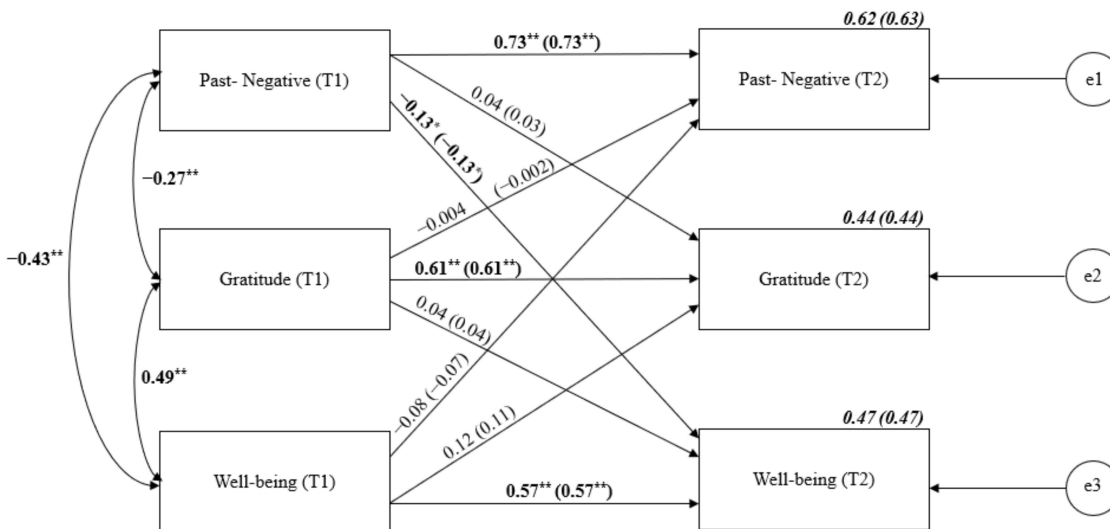 0.62 (0.63)
Past- Negative (T1)
0.73** (0.73**)
Past- Negative (T2)
e1
0.04 (0.03)
−0.13* (−0.13*)
−0.27**
−0.004 (−0.002)
0.44 (0.44)
−0.43**
Gratitude (T1)
0.61** (0.61**)
Gratitude (T2)
e2
0.04 (0.04)
0.49**
−0.08 (−0.07)
0.12 (0.11)
0.47 (0.47)
Well-being (T1)
0.57** (0.57**)
Well-being (T2)
e3